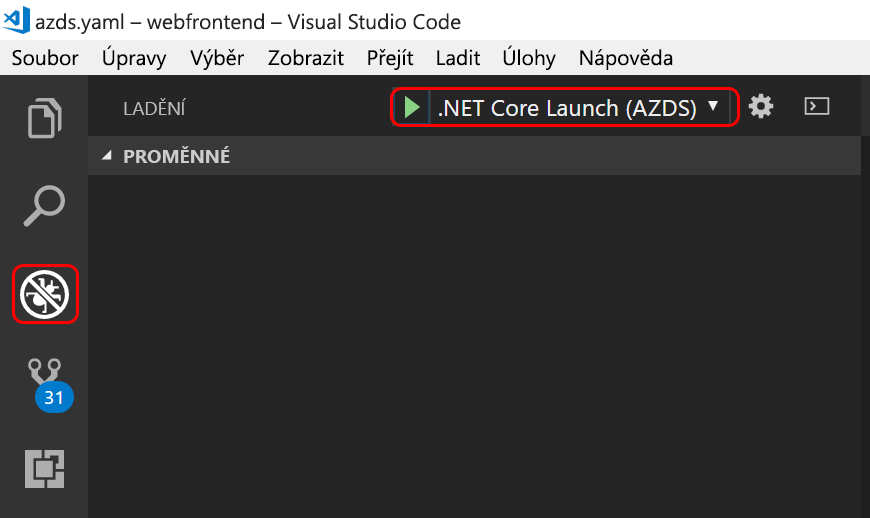 azds.yaml – webfrontend – Visual Studio Code
Soubor Úpravy Výběr Zobrazit Přejít Ladit Úlohy Nápověda
LADĚNÍ .NET Core Launch (AZDS)
PROMĚNNÉ
31